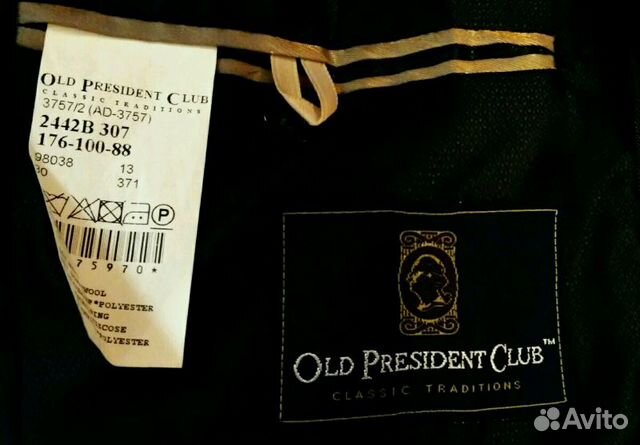 OLD PRESIDENT CLUB
CLASSIC TRADITIONS
3757/2 (AD-3757)
2442B 307
176-100-88
98038 13
30 371
P
75970*
WOOL
*POLYESTER
POLYESTER
OLD PRESIDENT CLUB™
CLASSIC TRADITIONS
Avito